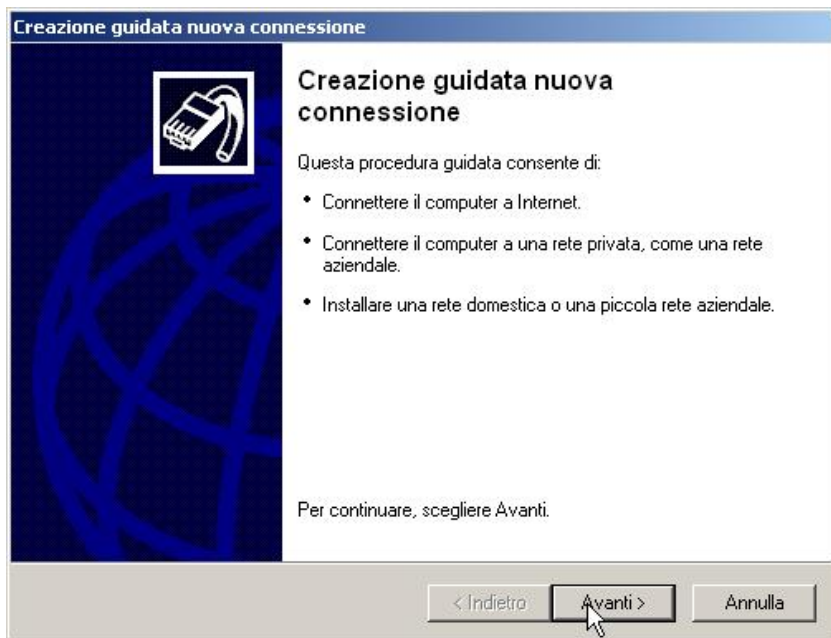 Creazione guidata nuova connessione
Creazione guidata nuova
connessione
Questa procedura guidata consente di:
• Connettere il computer a Internet.
• Connettere il computer a una rete privata, come una rete
aziendale.
• Installare una rete domestica o una piccola rete aziendale.
Per continuare, scegliere Avanti.
< Indietro
Avanti >
Annulla